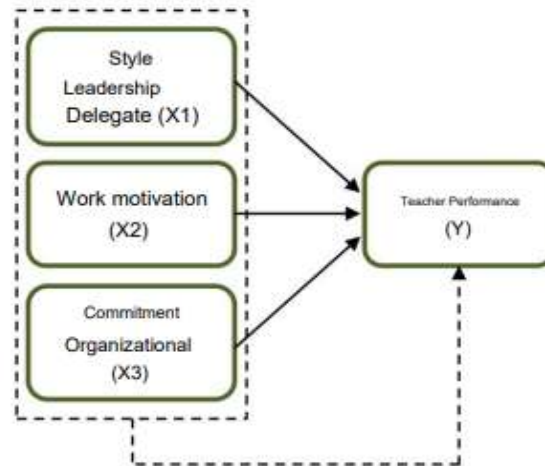 Style
Leadership
Delegate (X1)
Work motivation
(X2)
Teacher Performance
(Y)
Commitment
Organizational
(X3)